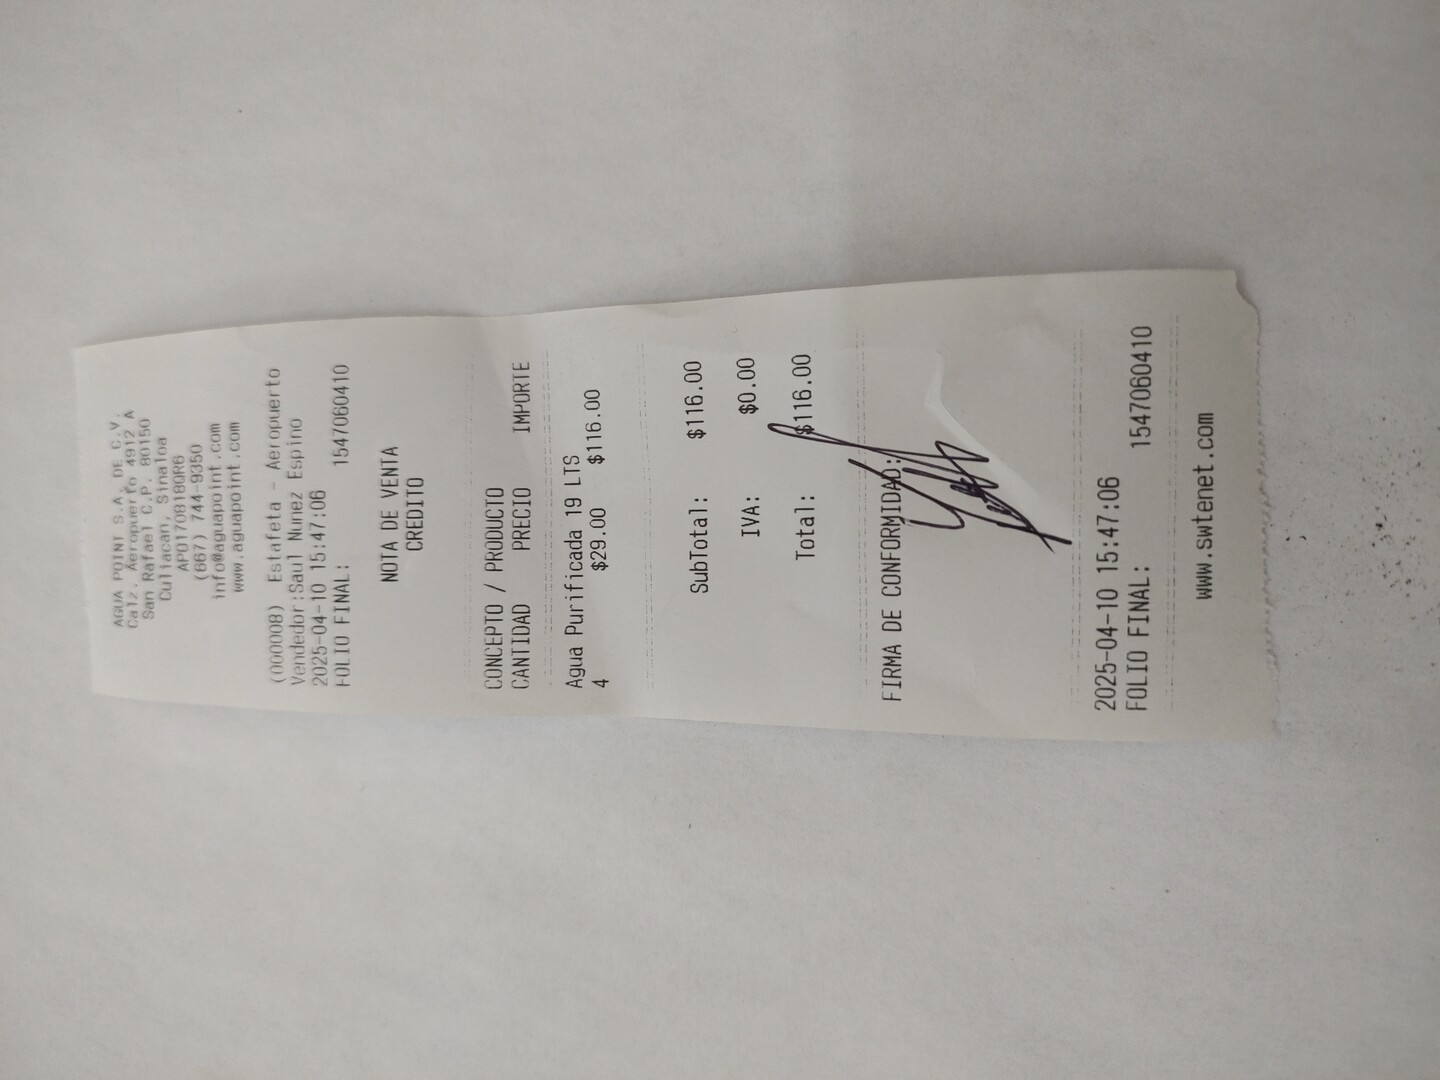 AGUA POINT S.A. DE C.V.
Calz. Aeropuerto 4912 A
San Rafael C.P. 80150
Culiacan, Sinaloa
APO170818QR6
(667) 744-9350
info@aguapoint.com
www.aguapoint.com
(000008) Estafeta - Aeropuerto
Vendedor:Saul Nunez Espino
2025-04-10 15:47:06
FOLIO FINAL: 1547060410
NOTA DE VENTA
CREDITO
CONCEPTO / PRODUCTO
CANTIDAD PRECIO IMPORTE
Agua Purificada 19 LTS
4 $29.00 $116.00
SubTotal: $116.00
IVA: $0.00
Total: $116.00
FIRMA DE CONFORMIDAD:
2025-04-10 15:47:06
FOLIO FINAL: 1547060410
www.swtenet.com